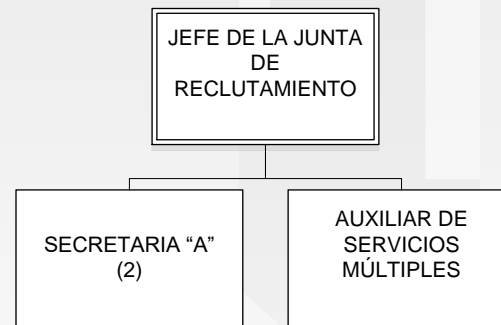 JEFE DE LA JUNTA
DE
RECLUTAMIENTO
SECRETARIA “A”
(2)
AUXILIAR DE
SERVICIOS
MÚLTIPLES